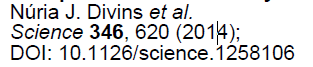 Núria J. Divins et al.
Science 346, 620 (2014);
DOI: 10.1126/science.1258106